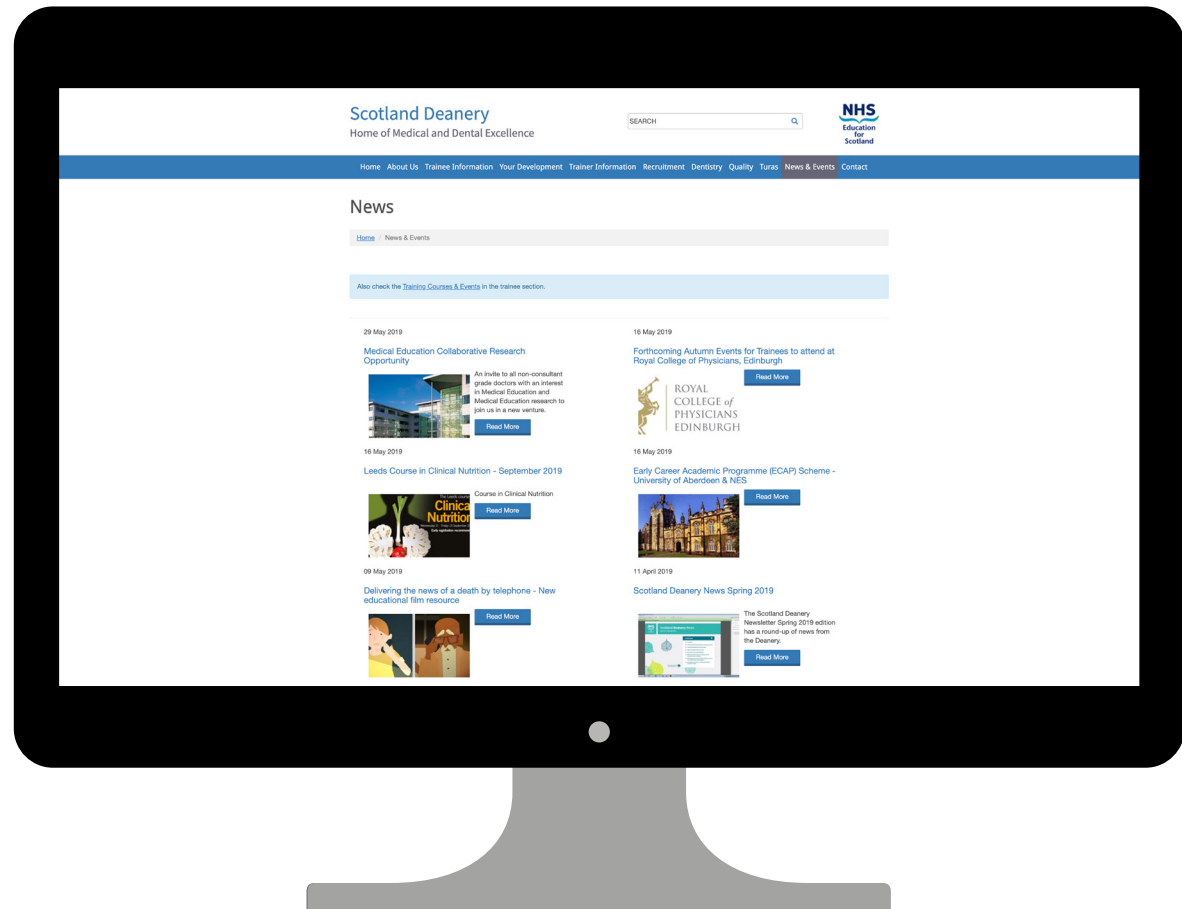 Scotland Deanery
Home of Medical and Dental Excellence
SEARCH
NHS
Education
for
Scotland
Home About Us Trainee Information Your Development Trainer Information Recruitment Dentistry Quality Turas News & Events Contact
News
Home / News & Events
Also check the Training Courses & Events in the trainee section.
29 May 2019
Medical Education Collaborative Research
Opportunity
An invite to all non-consultant
grade doctors with an interest
in Medical Education and
Medical Education research to
join us in a new venture.
Read More
16 May 2019
Forthcoming Autumn Events for Trainees to attend at
Royal College of Physicians, Edinburgh
Read More
ROYAL
COLLEGE of
PHYSICIANS
EDINBURGH
16 May 2019
Leeds Course in Clinical Nutrition - September 2019
The Leeds course
Clinica
Nutrition
Course in Clinical Nutrition
Read More
16 May 2019
Early Career Academic Programme (ECAP) Scheme -
University of Aberdeen & NES
Read More
09 May 2019
Delivering the news of a death by telephone - New
educational film resource
Read More
11 April 2019
Scotland Deanery News Spring 2019
The Scotland Deanery
Newsletter Spring 2019 edition
has a round-up of news from
the Deanery.
Read More